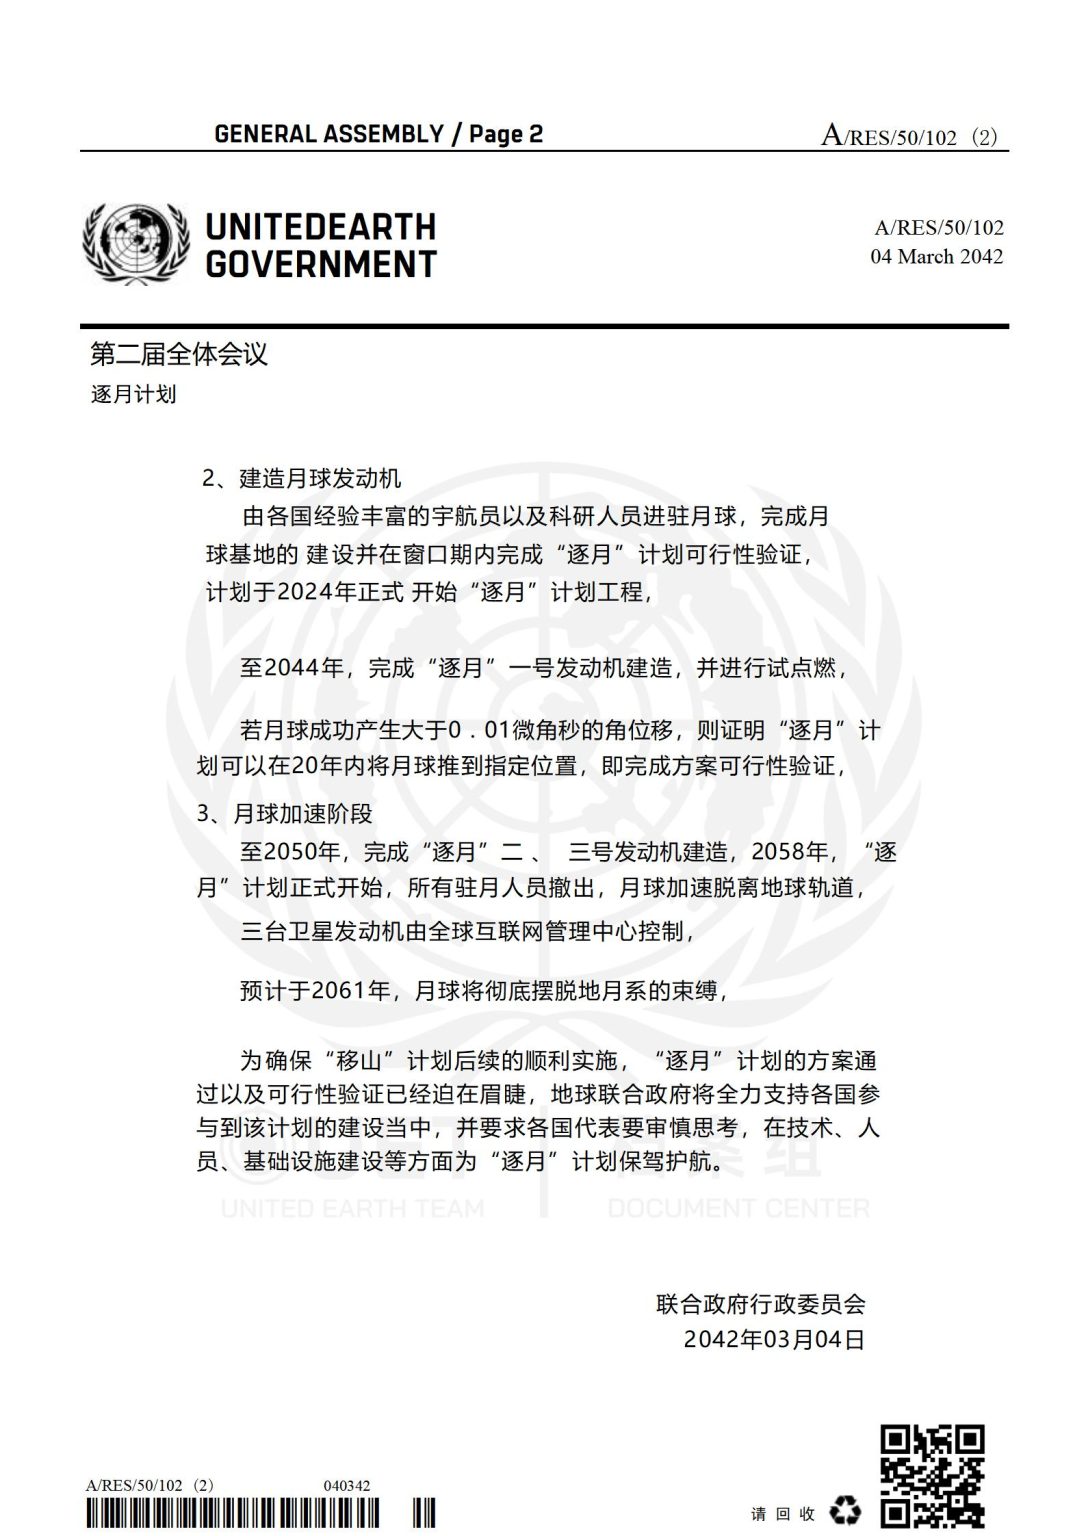 GENERAL ASSEMBLY / Page 2
A/RES/50/102（2）
UNITEDEARTH
GOVERNMENT
A/RES/50/102
04 March 2042
第二届全体会议
逐月计划
2、建造月球发动机
由各国经验丰富的宇航员以及科研人员进驻月球，完成月
球基地的 建设并在窗口期内完成“逐月”计划可行性验证，
计划于2024年正式 开始“逐月”计划工程，
至2044年，完成“逐月”一号发动机建造，并进行试点燃，
若月球成功产生大于0．01微角秒的角位移，则证明“逐月”计
划可以在20年内将月球推到指定位置，即完成方案可行性验证，
3、月球加速阶段
至2050年，完成“逐月”二 、 三号发动机建造，2058年，“逐
月”计划正式开始，所有驻月人员撤出，月球加速脱离地球轨道，
三台卫星发动机由全球互联网管理中心控制，
预计于2061年，月球将彻底摆脱地月系的束缚，
为确保“移山”计划后续的顺利实施，“逐月”计划的方案通
过以及可行性验证已经迫在眉睫，地球联合政府将全力支持各国参
与到该计划的建设当中，并要求各国代表要审慎思考，在技术、人
员、基础设施建设等方面为“逐月”计划保驾护航。
UET 档案组
UNITED EARTH TEAM DOCUMENT CENTER
联合政府行政委员会
2042年03月04日
A/RES/50/102（2） 040342
请 回 收